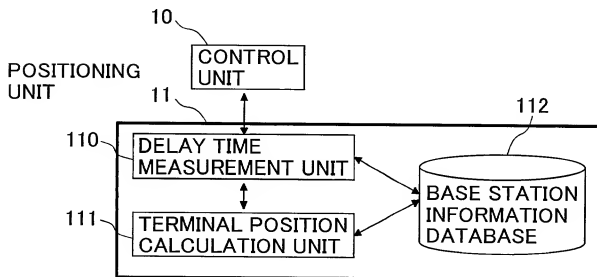 10
CONTROL
UNIT
POSITIONING
UNIT
11
112
110
DELAY TIME
MEASUREMENT UNIT
BASE STATION
INFORMATION
DATABASE
111
TERMINAL POSITION
CALCULATION UNIT